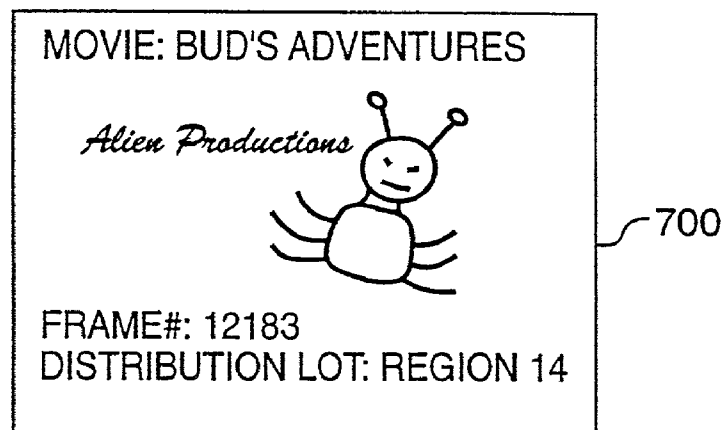 MOVIE: BUD'S ADVENTURES
Alien Productions
700
FRAME#: 12183
DISTRIBUTION LOT: REGION 14